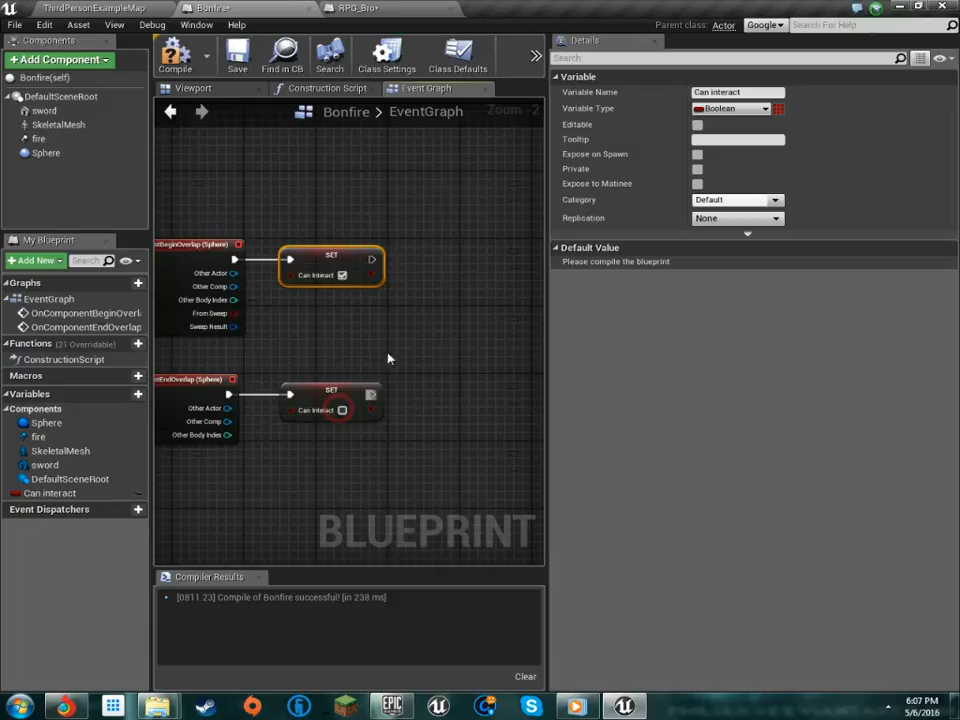 ThirdPersonExampleMap
Bonfire*
RPG_Bro*
File Edit Asset View Debug Window Help
Parent class: Actor
Google
Search For Help
Components
+ Add Component
Bonfire(self)
DefaultSceneRoot
sword
SkeletalMesh
fire
Sphere
My Blueprint
Add New
Search
Graphs
EventGraph
OnComponentBeginOverl
OnComponentEndOverlap
Functions (21 Overridable)
ConstructionScript
Macros
Variables
Components
Sphere
fire
SkeletalMesh
sword
DefaultSceneRoot
Can interact
Event Dispatchers
Compile
Save
Find in CB
Search
Class Settings
Class Defaults
Viewport
Construction Script
Event Graph
Bonfire > EventGraph
Zoom -2
ntBeginOverlap (Sphere)
Other Actor
Other Comp
Other Body Index
From Sweep
Sweep Result
SET
Can Interact
ntEndOverlap (Sphere)
Other Actor
Other Comp
Other Body Index
SET
Can Interact
BLUEPRINT
Compiler Results
[0811.23] Compile of Bonfire successful! [in 238 ms]
Clear
Details
Search
Variable
Variable Name Can interact
Variable Type Boolean
Editable
Tooltip
Expose on Spawn
Private
Expose to Matinee
Category Default
Replication None
Default Value
Please compile the blueprint
EPIC
6:07 PM
5/6/2016